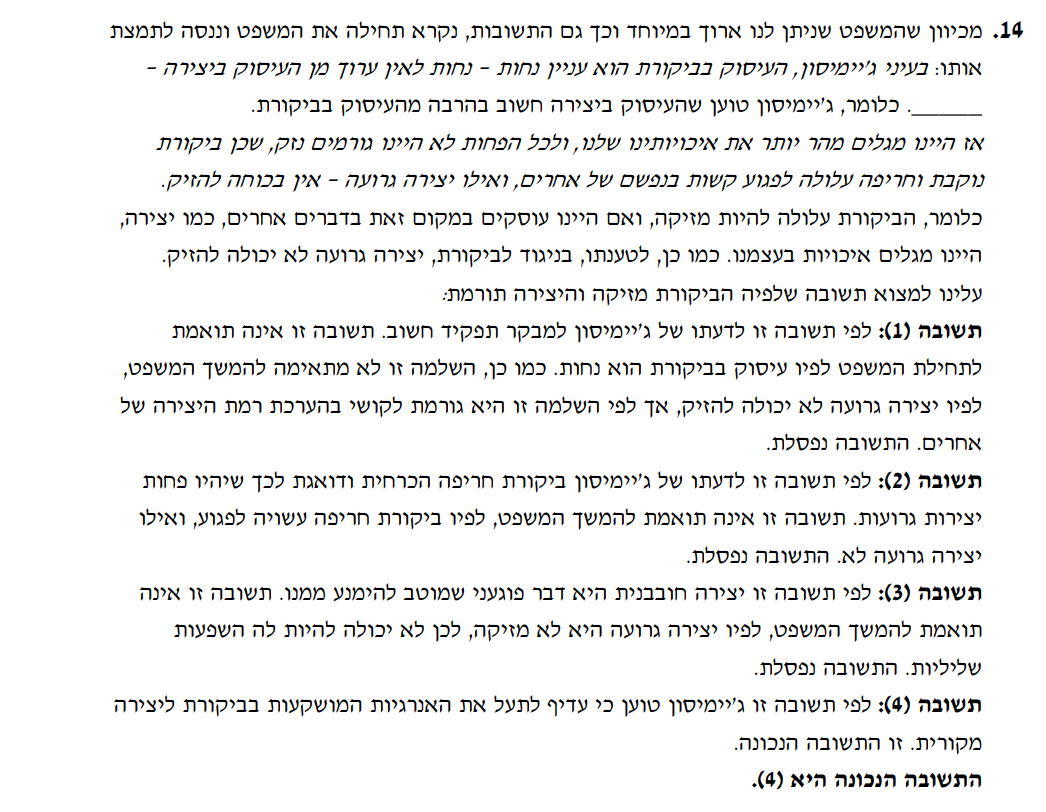 14. מכיוון שהמשפט שניתן לנו ארוך במיוחד וכך גם התשובות, נקרא תחילה את המשפט וננסה לתמצת
אותו: בעיני ג'יימיסון, העיסוק בביקורת הוא עניין נחות – נחות לאין ערוך מן העיסוק ביצירה –
______. כלומר, ג'יימיסון טוען שהעיסוק ביצירה חשוב בהרבה מהעיסוק בביקורת.
אז היינו מגלים מהר יותר את איכויותינו שלנו, ולכל הפחות לא היינו גורמים נזק, שכן ביקורת
נוקבת וחריפה עלולה לפגוע קשות בנפשם של אחרים, ואילו יצירה גרועה – אין בכוחה להזיק.
כלומר, הביקורת עלולה להיות מזיקה, ואם היינו עוסקים במקום זאת בדברים אחרים, כמו יצירה,
היינו מגלים איכויות בעצמנו. כמו כן, לטענתו, בניגוד לביקורת, יצירה גרועה לא יכולה להזיק.
עלינו למצוא תשובה שלפיה הביקורת מזיקה והיצירה תורמת:
תשובה (1): לפי תשובה זו לדעתו של ג'יימיסון למבקר תפקיד חשוב. תשובה זו אינה תואמת
לתחילת המשפט לפיו עיסוק בביקורת הוא נחות. כמו כן, השלמה זו לא מתאימה להמשך המשפט,
לפיו יצירה גרועה לא יכולה להזיק, אך לפי השלמה זו היא גורמת לקושי בהערכת רמת היצירה של
אחרים. התשובה נפסלת.
תשובה (2): לפי תשובה זו לדעתו של ג'יימיסון ביקורת חריפה הכרחית ודואגת לכך שיהיו פחות
יצירות גרועות. תשובה זו אינה תואמת להמשך המשפט, לפיו ביקורת חריפה עשויה לפגוע, ואילו
יצירה גרועה לא. התשובה נפסלת.
תשובה (3): לפי תשובה זו יצירה חובבנית היא דבר פוגעני שמוטב להימנע ממנו. תשובה זו אינה
תואמת להמשך המשפט, לפיו יצירה גרועה היא לא מזיקה, לכן לא יכולה להיות לה השפעות
שליליות. התשובה נפסלת.
תשובה (4): לפי תשובה זו ג'יימיסון טוען כי עדיף לתעל את האנרגיות המושקעות בביקורת ליצירה
מקורית. זו התשובה הנכונה.
התשובה הנכונה היא (4).